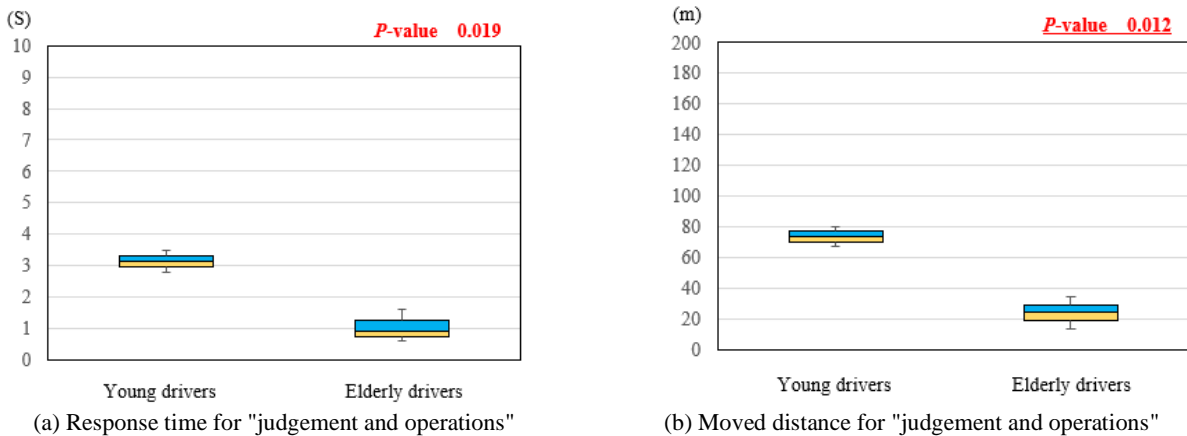 (S)
P-value 0.019
10
9
8
7
6
5
4
3
2
1
0
Young drivers Elderly drivers
(a) Response time for "judgement and operations"
(m)
P-value 0.012
200
180
160
140
120
100
80
60
40
20
0
Young drivers Elderly drivers
(b) Moved distance for "judgement and operations"